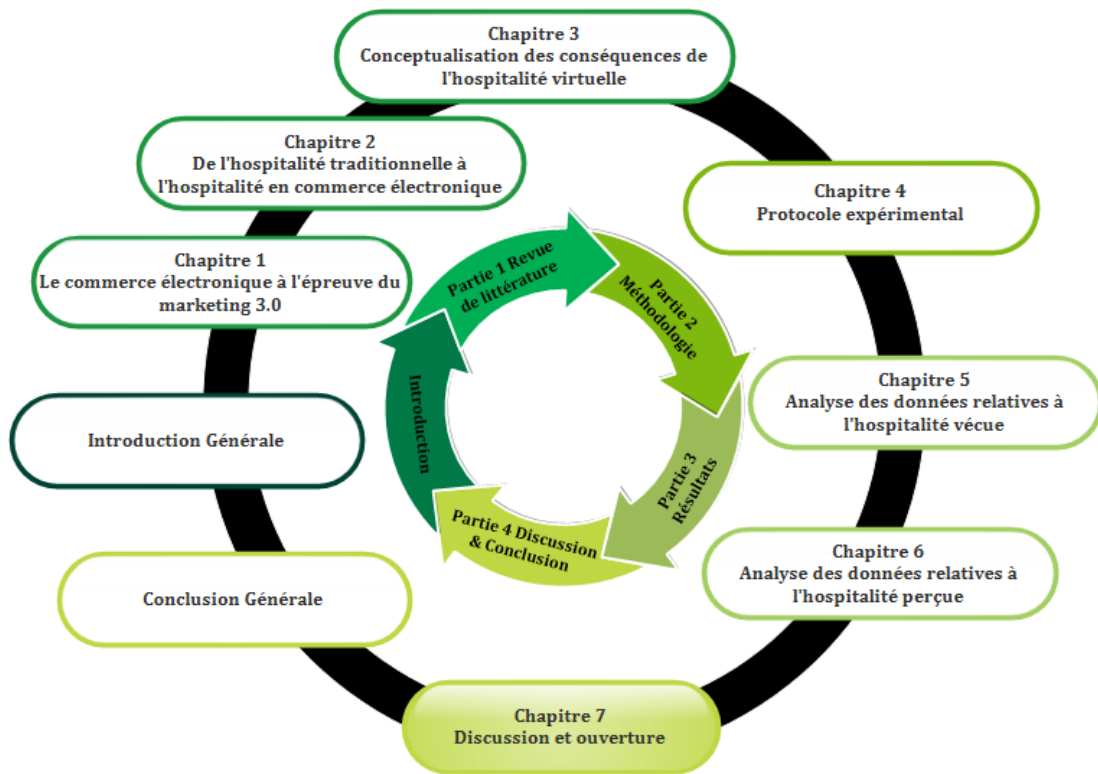 Chapitre 3
Conceptualisation des conséquences de
l'hospitalité virtuelle
Chapitre 2
De l'hospitalité traditionnelle à
l'hospitalité en commerce électronique
Chapitre 4
Protocole expérimental
Chapitre 1
Le commerce électronique à l'épreuve du
marketing 3.0
Partie 1 Revue
de littérature
Partie 2
Méthodologie
Introduction
Chapitre 5
Analyse des données relatives à
l'hospitalité vécue
Introduction Générale
Partie 3
Résultats
Partie 4 Discussion
& Conclusion
Chapitre 6
Analyse des données relatives à
l'hospitalité perçue
Conclusion Générale
Chapitre 7
Discussion et ouverture